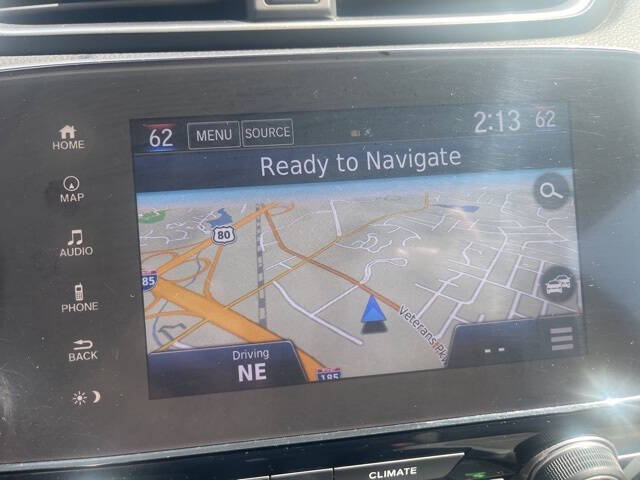 62 MENU SOURCE 2:13 62
Ready to Navigate
HOME
MAP
AUDIO
PHONE
BACK
80
85
Veterans Pkw
Driving
NE
185
--
CLIMATE